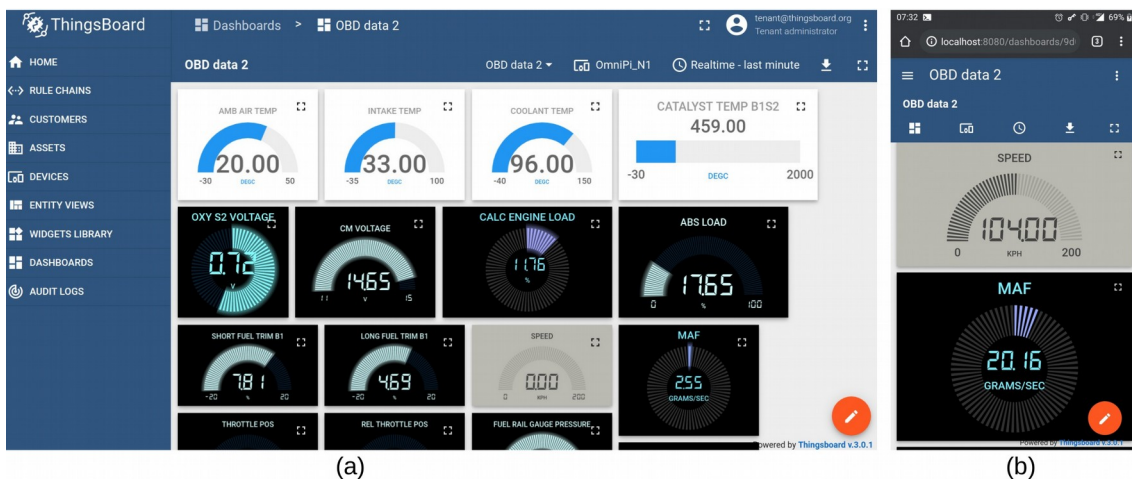 ThingsBoard
Dashboards > OBD data 2
tenant@thingsboard.org
Tenant administrator
HOME
RULE CHAINS
CUSTOMERS
ASSETS
DEVICES
ENTITY VIEWS
WIDGETS LIBRARY
DASHBOARDS
AUDIT LOGS
OBD data 2
OBD data 2
OmniPi_N1
Realtime - last minute
AMB AIR TEMP
20.00
-30 DEGC 50
INTAKE TEMP
33.00
-35 DEGC 100
COOLANT TEMP
96.00
-40 DEGC 150
CATALYST TEMP B1S2
459.00
-30 DEGC 2000
OXY S2 VOLTAGE
0.72
V
CM VOLTAGE
14.65
11 V 15
CALC ENGINE LOAD
11.76
%
ABS LOAD
17.65
0 % 100
SHORT FUEL TRIM B1
7.81
-20 % 20
LONG FUEL TRIM B1
4.69
-20 % 20
SPEED
0.00
0 KPH 200
MAF
2.55
GRAMS/SEC
THROTTLE POS
REL THROTTLE POS
FUEL RAIL GAUGE PRESSURE
Powered by Thingsboard v.3.0.1
(a)
07:32
69%
localhost:8080/dashboards/9d
3
OBD data 2
OBD data 2
SPEED
104.00
0 KPH 200
MAF
20.16
GRAMS/SEC
Powered by Thingsboard v.3.0.1
(b)